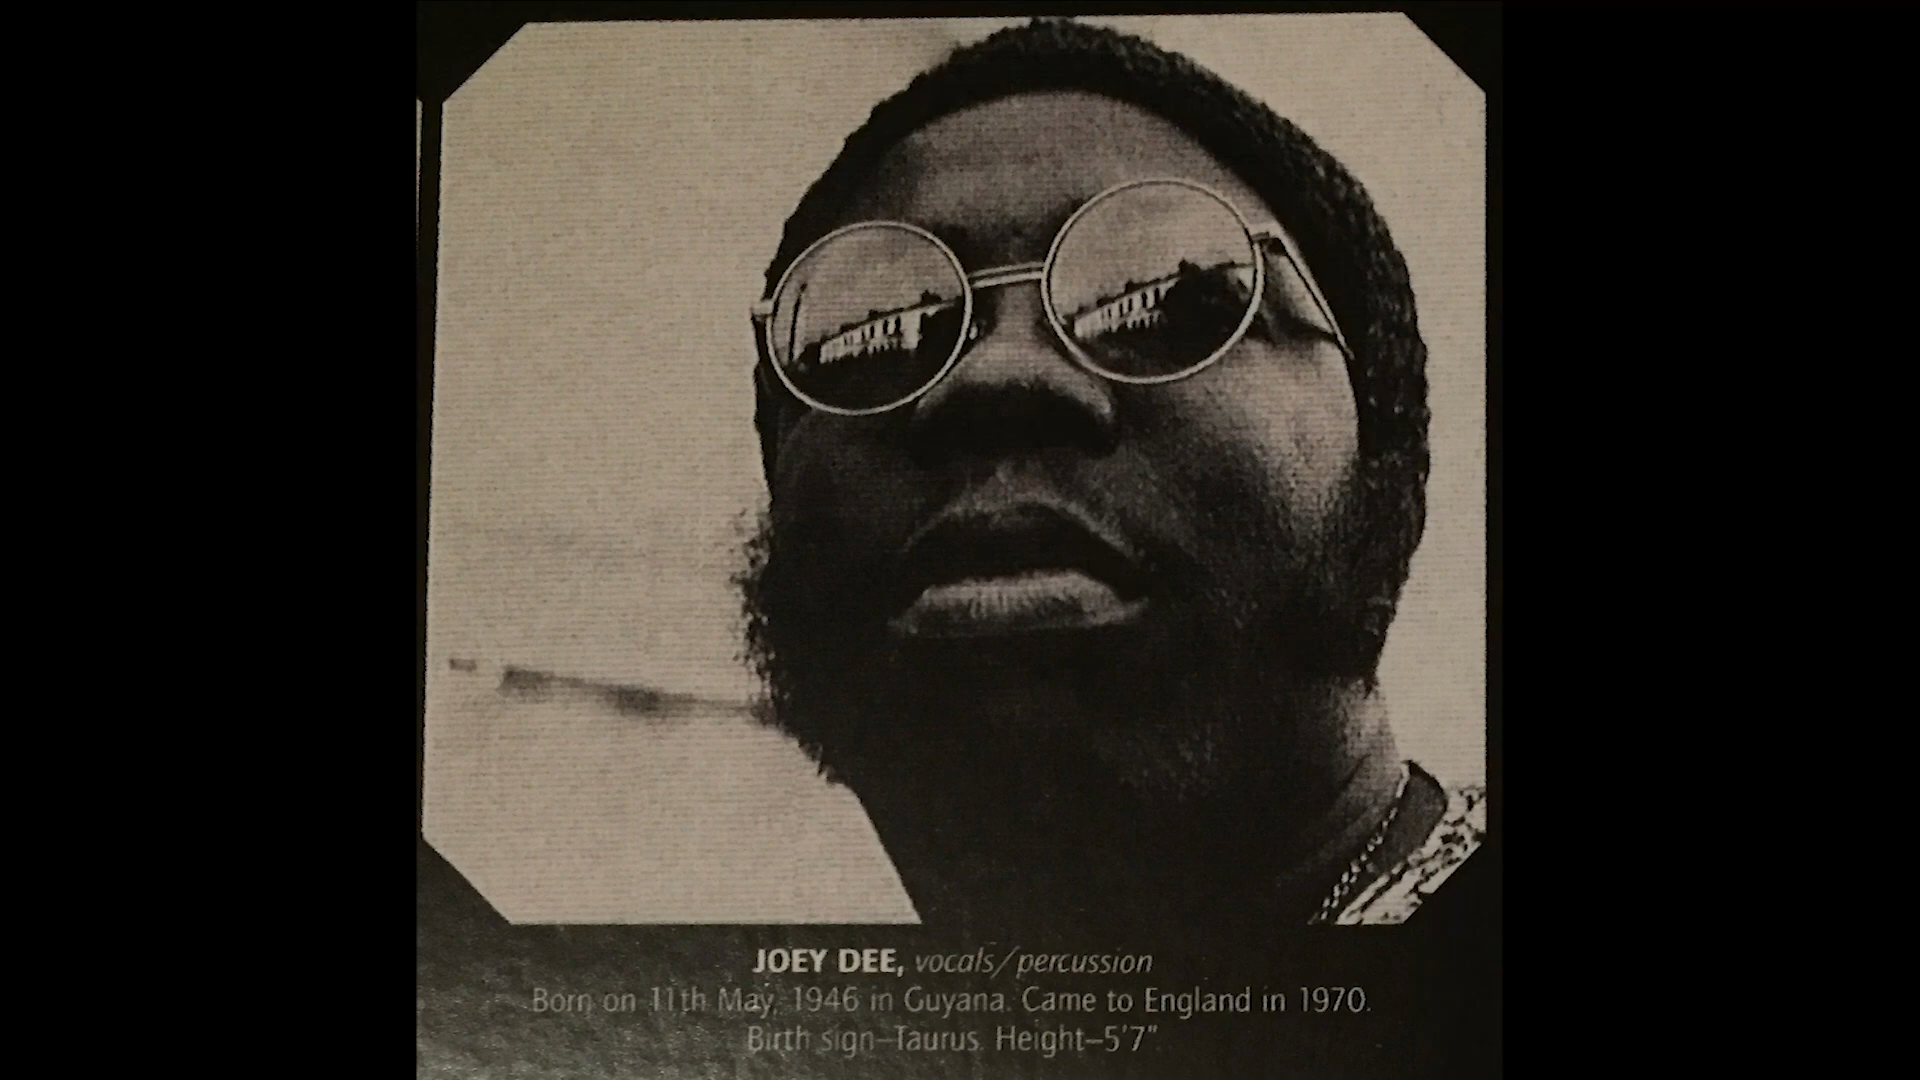 JOEY DEE, vocals/percussion
Born on 11th May, 1946 in Guyana. Came to England in 1970.
Birth sign–Taurus. Height–5'7"